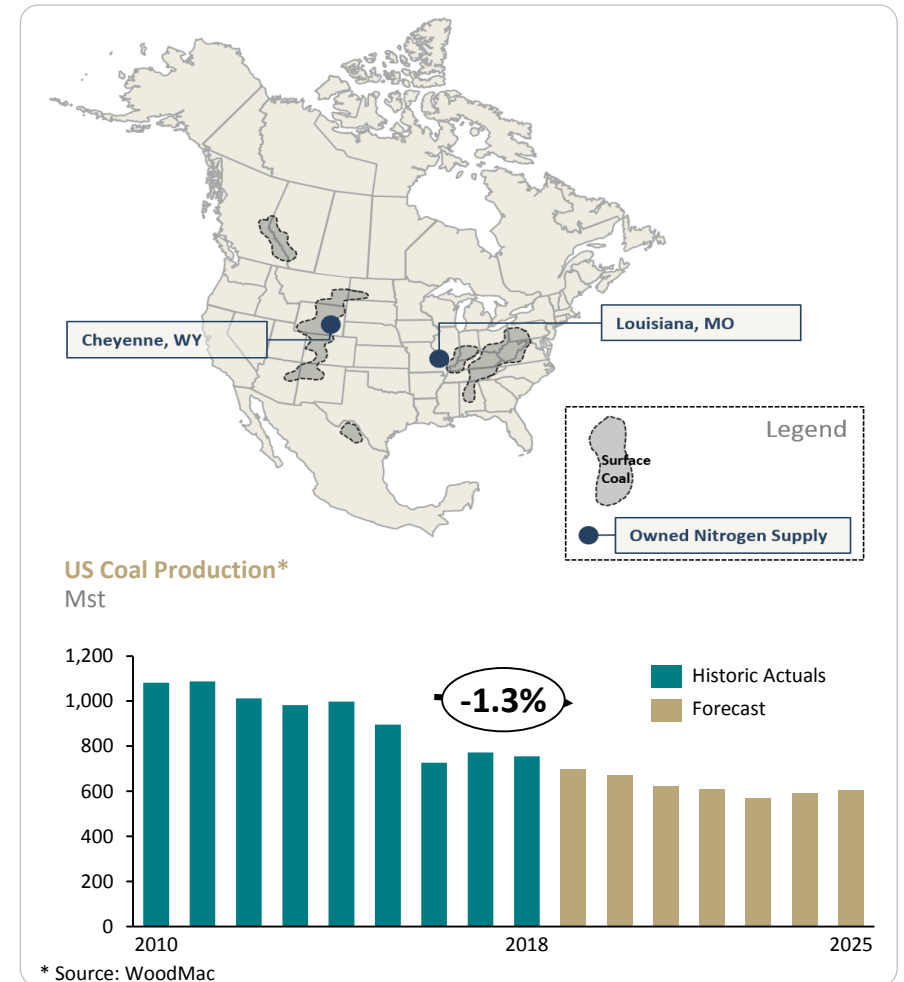 Cheyenne, WY
Louisiana, MO
Legend
Surface
Coal
Owned Nitrogen Supply
US Coal Production*
Mst
1,200
1,000
800
600
400
200
0
-1.3%
Historic Actuals
Forecast
2010
2018
2025
* Source: WoodMac